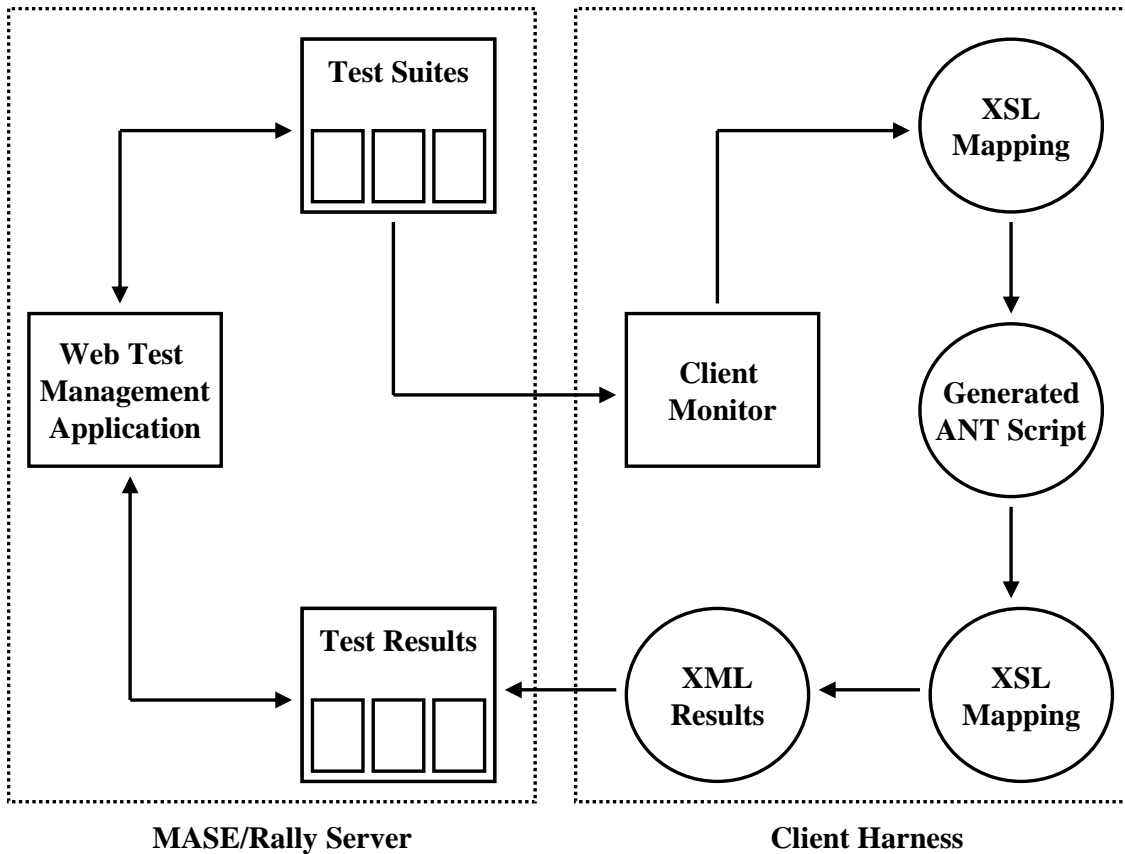 Test Suites
XSL
Mapping
Web Test
Management
Application
Client
Monitor
Generated
ANT Script
Test Results
XML
Results
XSL
Mapping
MASE/Rally Server
Client Harness